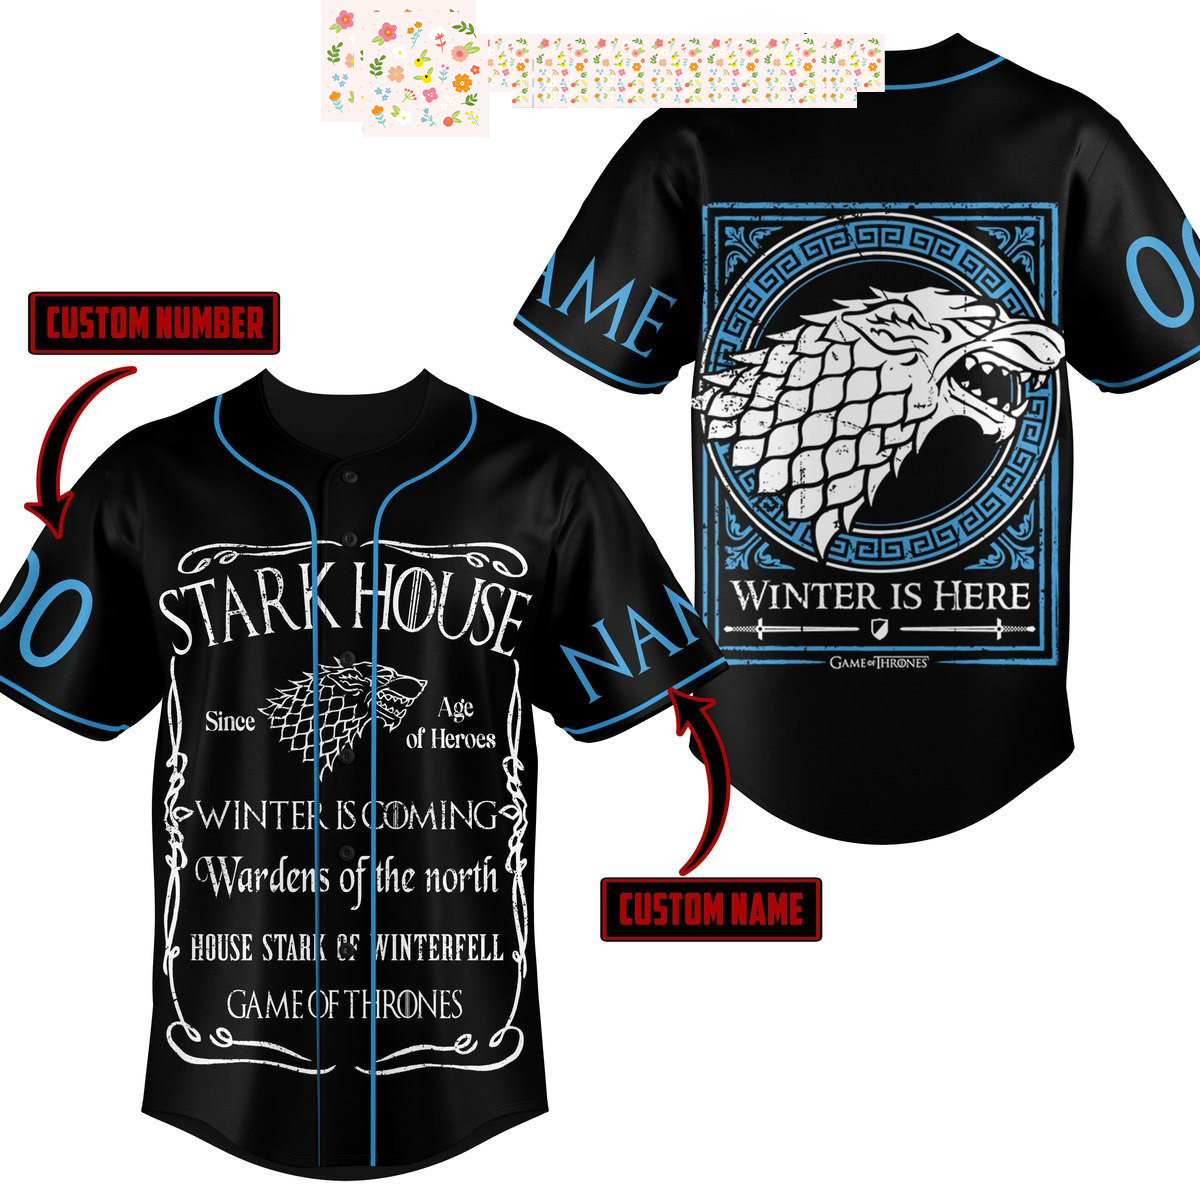 CUSTOM NUMBER
00
STARK HOUSE
Since
Age
of Heroes
WINTER IS COMING
Wardens of the north
HOUSE STARK OF WINTERFELL
GAME OF THRONES
NAM
AME
00
WINTER IS HERE
GAME OF THRONES
CUSTOM NAME